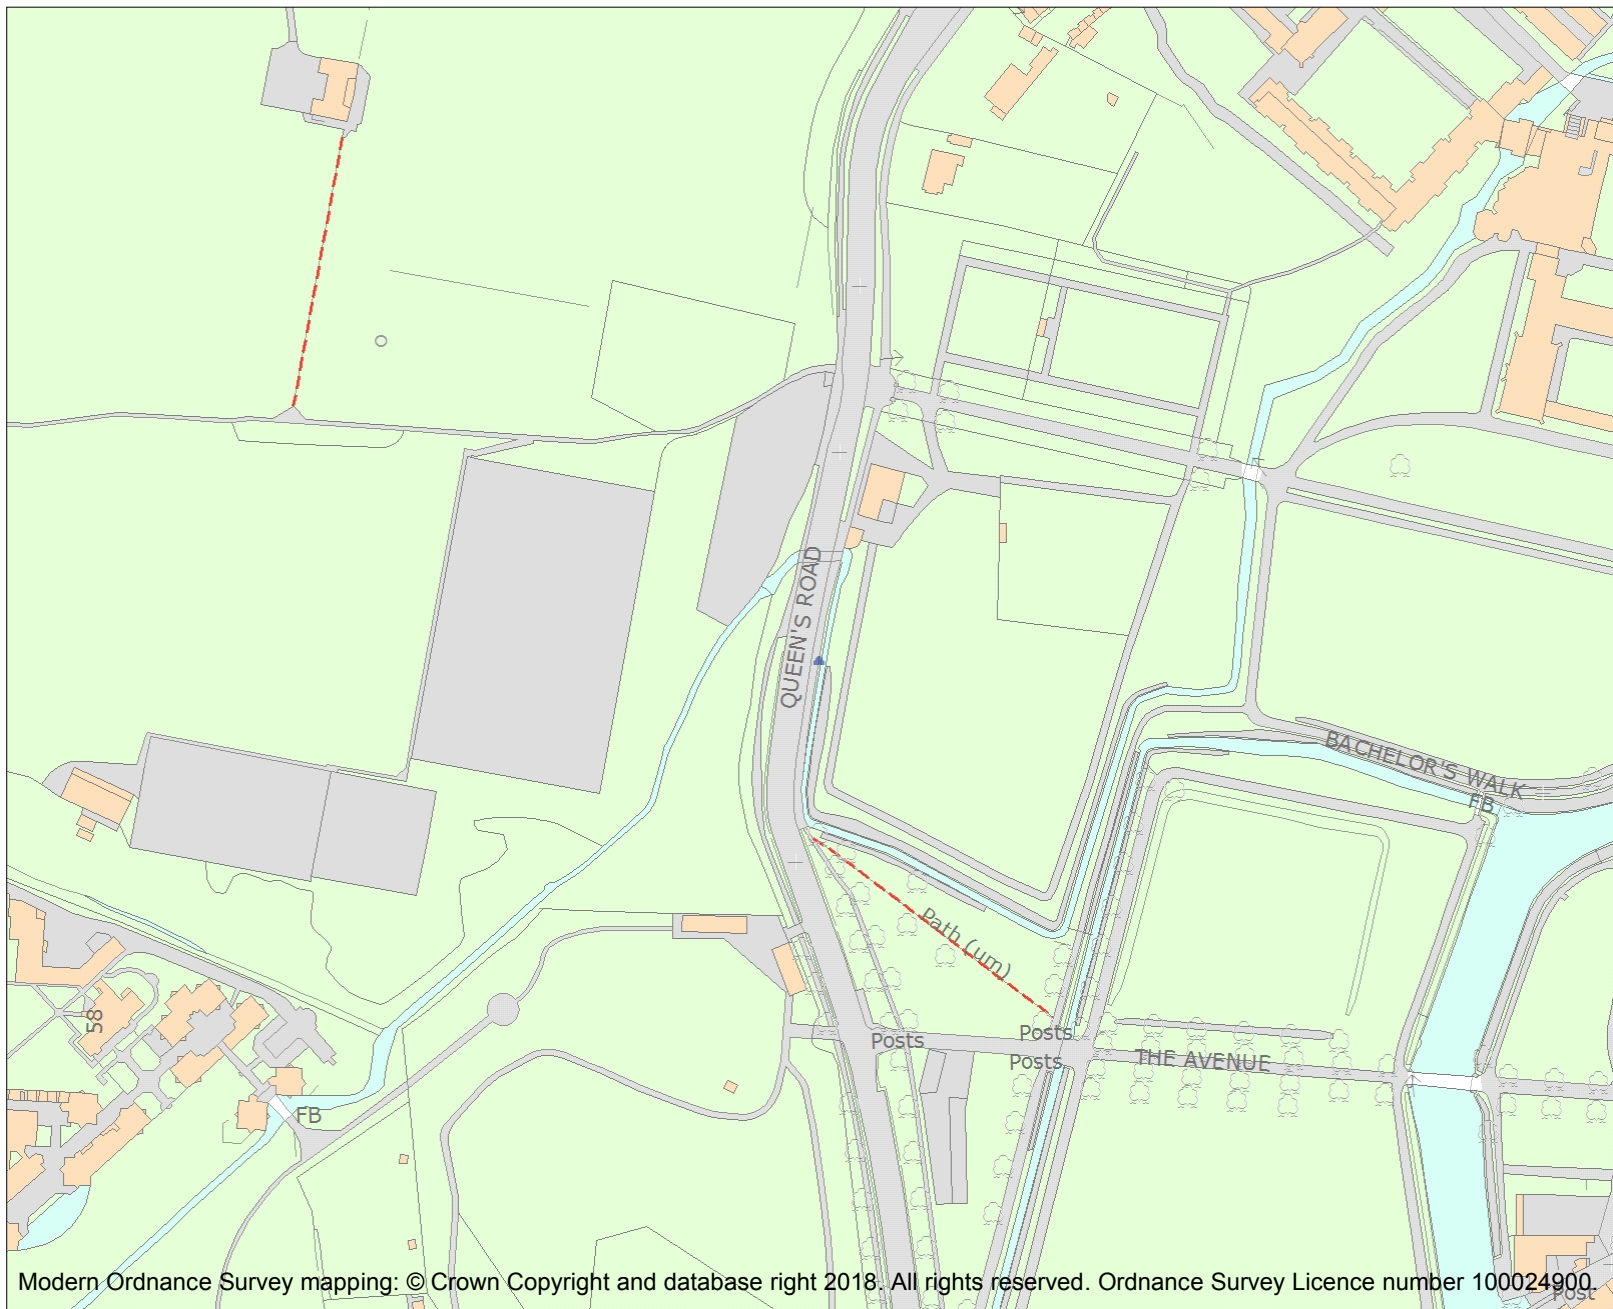 QUEEN'S ROAD
BACHELOR'S WALK
FB
Path (um)
58
Posts
Posts
Posts
THE AVENUE
FB
Modern Ordnance Survey mapping: © Crown Copyright and database right 2018. All rights reserved. Ordnance Survey Licence number 100024900.
Post